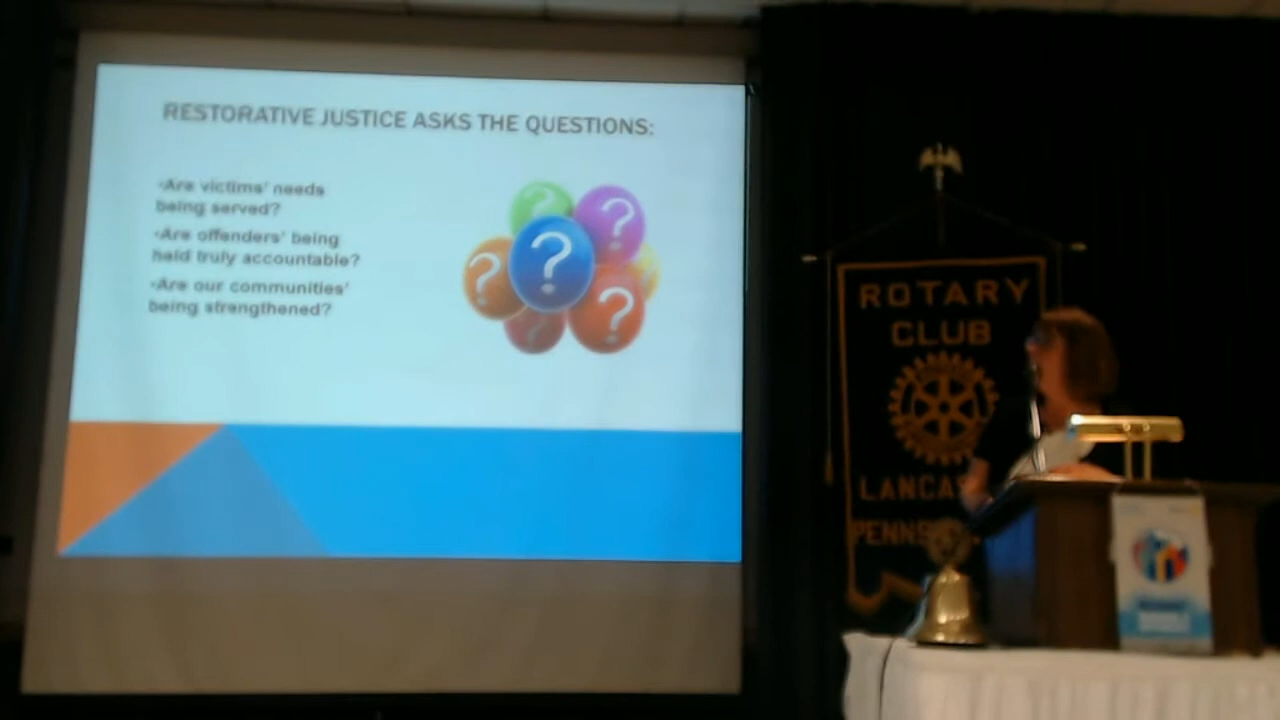 RESTORATIVE JUSTICE ASKS THE QUESTIONS:
•Are victims' needs
being served?
•Are offenders' being
held truly accountable?
•Are our communities'
being strengthened?
?
?
?
?
?
?
ROTARY
CLUB
LANCAS
PENNS